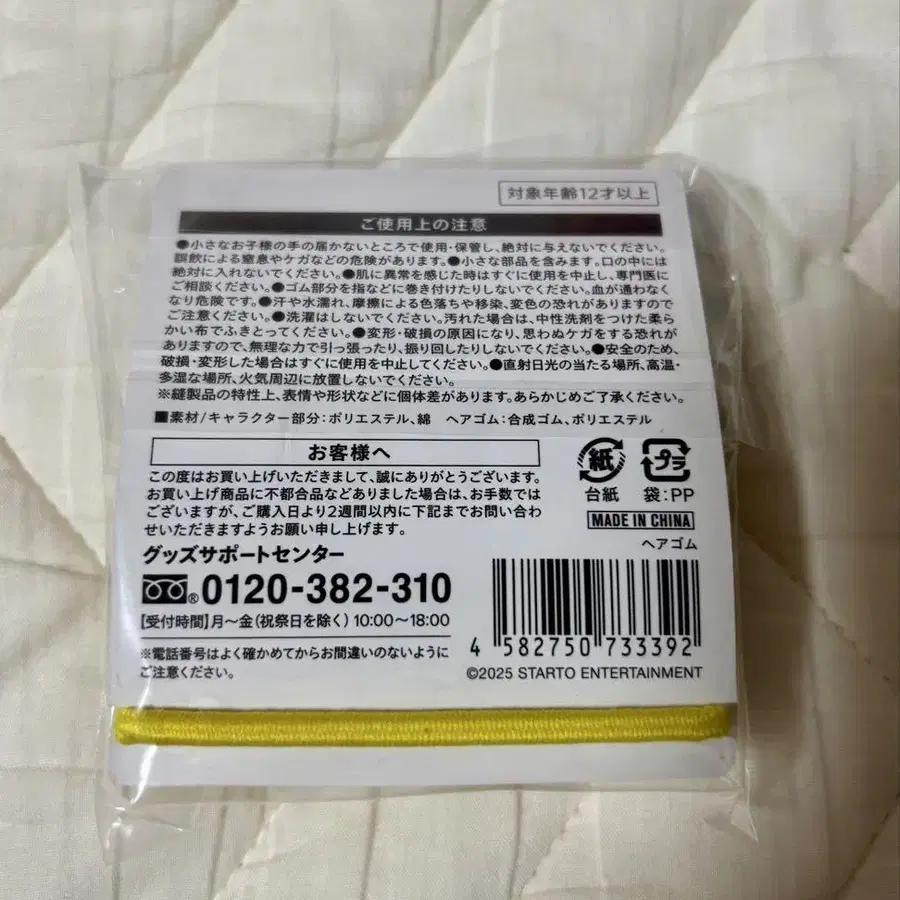 対象年齢12才以上
ご使用上の注意
●小さなお子様の手の届かないところで使用・保管し、絶対に与えないでください。
誤飲による窒息やケガなどの危険があります。●小さな部品を含みます。口の中には
絶対に入れないでください。●肌に異常を感じた時はすぐに使用を中止し、専門医に
ご相談ください。●ゴム部分を指などに巻き付けたりしないでください。血が通わなく
なり危険です。●汗や水濡れ、摩擦による色落ちや移染、変色の恐れがありますので
ご注意ください。●洗濯はしないでください。汚れた場合は、中性洗剤をつけた柔ら
かい布でふきとってください。●変形・破損の原因になり、思わぬケガをする恐れが
ありますので、無理な力で引っ張ったり、振り回したりしないでください。●安全のため、
破損・変形した場合はすぐに使用を中止してください。●直射日光の当たる場所、高温・
多湿な場所、火気周辺に放置しないでください。
※縫製品の特性上、表情や形状などに個体差があります。あらかじめご了承ください。
■素材/キャラクター部分:ポリエステル、綿 ヘアゴム:合成ゴム、ポリエステル
お客様へ
この度はお買い上げいただきまして、誠にありがとうございます。
お買い上げ商品に不都合品などありました場合は、お手数では
ございますが、ご購入日より2週間以内に下記までお問い合わ
せいただきますようお願い申し上げます。
グッズサポートセンター
®0120-382-310
【受付時間】月〜金(祝祭日を除く)10:00〜18:00
※電話番号はよく確かめてからお間違いのないように
ご注意ください。
紙 プラ
台紙 袋:PP
MADE IN CHINA
ヘアゴム
4 582750 733392
©2025 STARTO ENTERTAINMENT